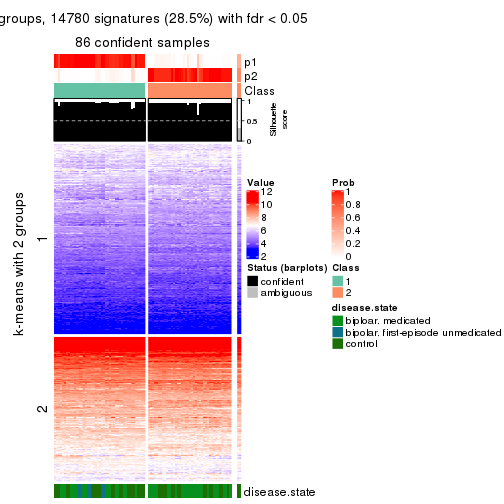 groups, 14780 signatures (28.5%) with fdr < 0.05
86 confident samples
p1
p2
Class
1
0.5
0
Silhouette
score
k-means with 2 groups
1
2
Value
12
10
8
6
4
2
Prob
1
0.8
0.6
0.4
0.2
0
Status (barplots)
confident
ambiguous
Class
1
2
disease.state
biploar. medicated
bipolar. first-episode unmedicated
control
disease.state